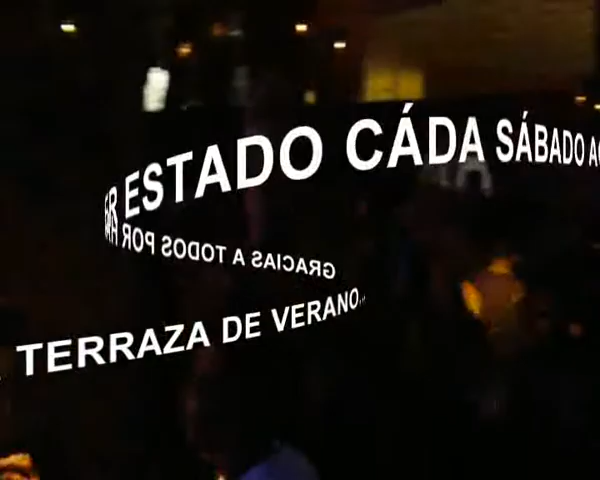 ESTADO CÁDA SÁBADO
GRACIAS A TODOS POR
TERRAZA DE VERANO...